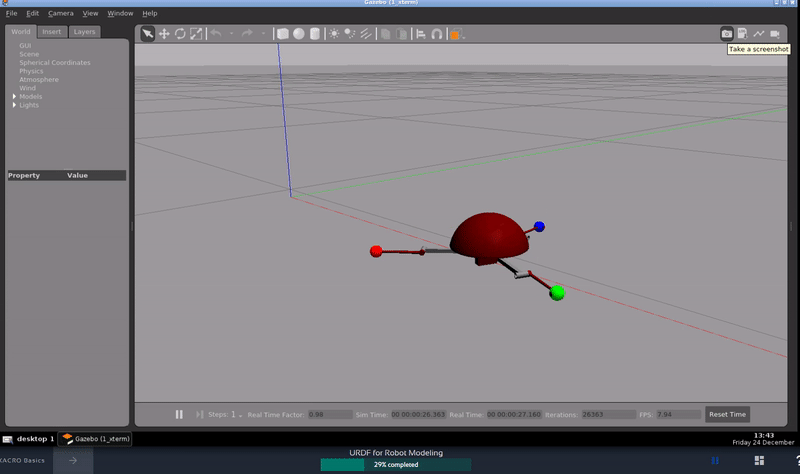 Gazebo (1_xterm)
File Edit Camera View Window Help
World Insert Layers
GUI
Scene
Spherical Coordinates
Physics
Atmosphere
Wind
Models
Lights
Property Value
Take a screenshot
Steps: 1 Real Time Factor: 0.98 Sim Time: 00 00:00:26.363 Real Time: 00 00:00:27.160 Iterations: 26363 FPS: 7.94 Reset Time
desktop 1 Gazebo (1_xterm)
13:43
Friday 24 December
XACRO Basics
URDF for Robot Modeling
29% completed